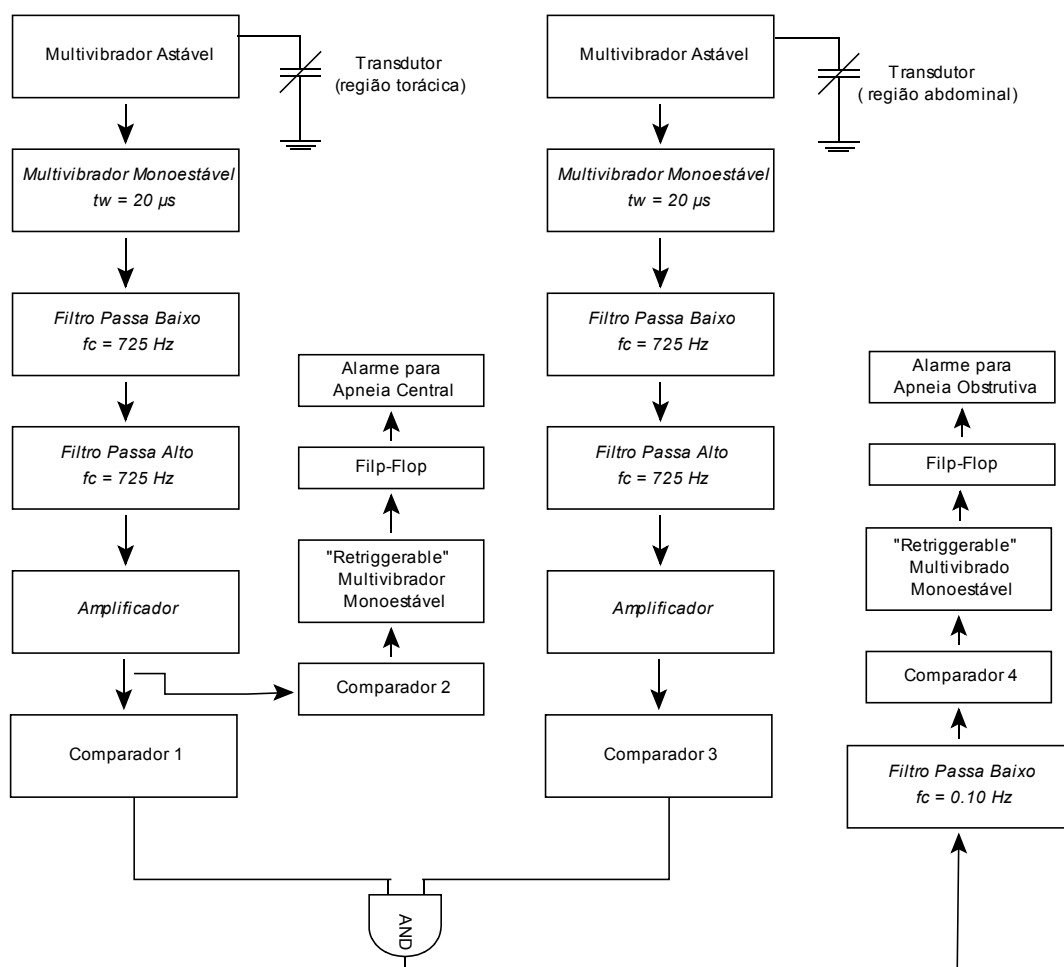 Multivibrador Astável
Transdutor
(região torácica)
Multivibrador Monoestável
tw = 20 µs
Filtro Passa Baixo
fc = 725 Hz
Filtro Passa Alto
fc = 725 Hz
Amplificador
Comparador 1
Alarme para
Apneia Central
Filp-Flop
"Retriggerable"
Multivibrador
Monoestável
Comparador 2
Multivibrador Astável
Transdutor
( região abdominal)
Multivibrador Monoestável
tw = 20 µs
Filtro Passa Baixo
fc = 725 Hz
Filtro Passa Alto
fc = 725 Hz
Amplificador
Comparador 3
Alarme para
Apneia Obstrutiva
Filp-Flop
"Retriggerable"
Multivibrado
Monoestável
Comparador 4
Filtro Passa Baixo
fc = 0.10 Hz
AND